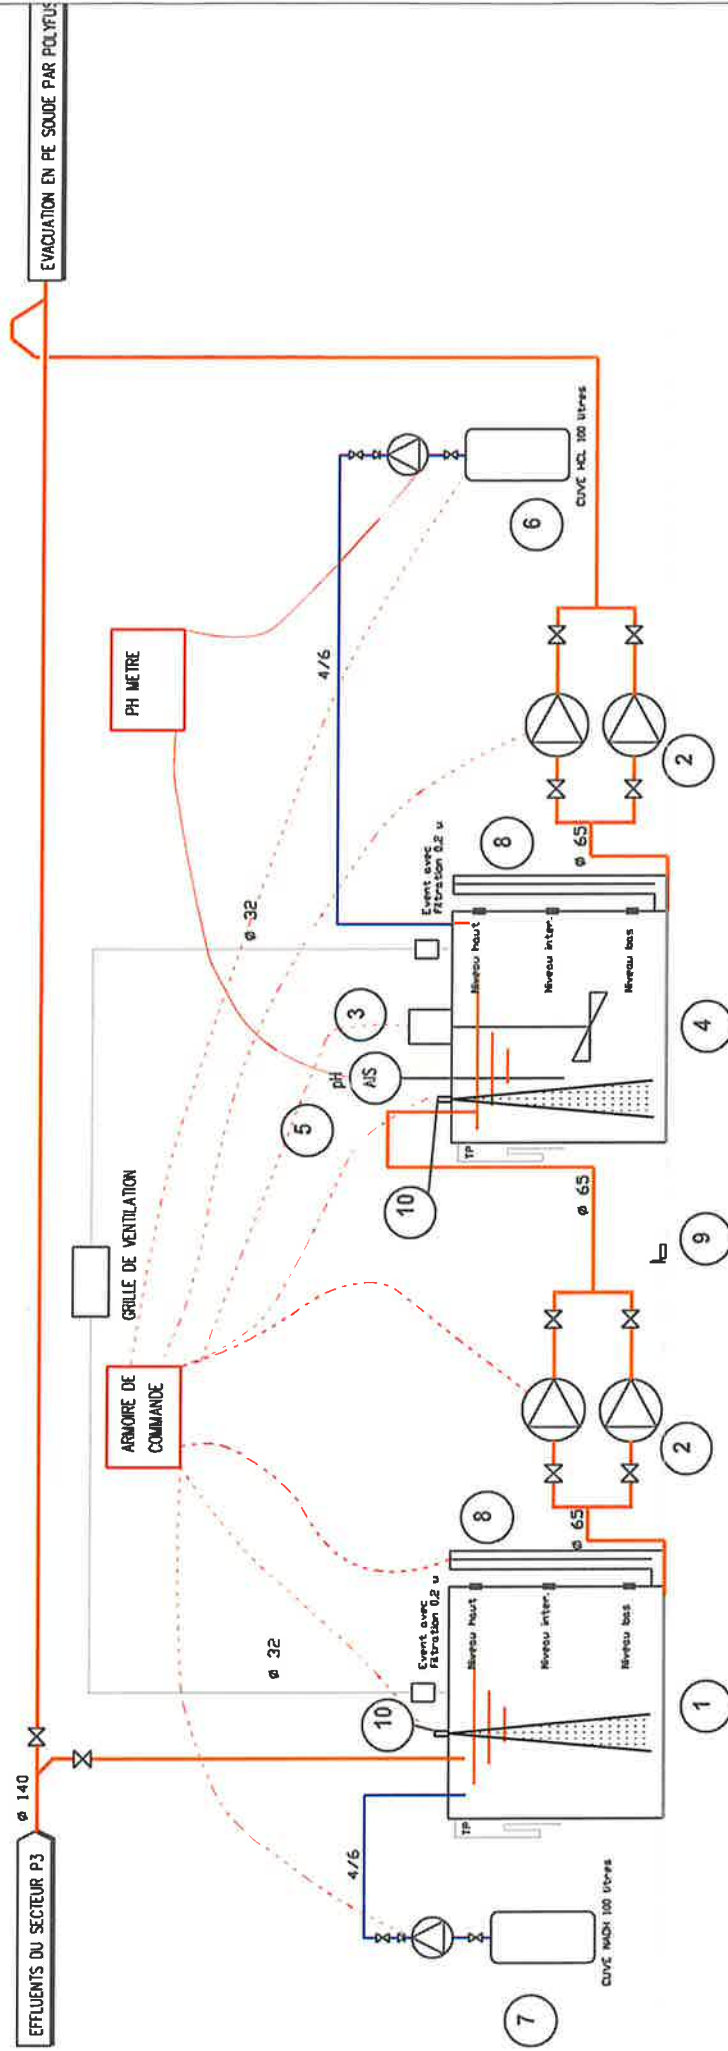 EFFLUENTS DU SECTEUR P3
ø 140
EVACUATION EN PE SOUDE PAR POLYFUS
GRILLE DE VENTILATION
ARMOIRE DE
COMMANDE
PH METRE
ø 32
ø 32
4/6
4/6
5
3
pH
AIS
10
10
Event avec
Filtration 0,2 u
Event avec
Filtration 0,2 u
8
8
TP
TP
Niveau haut
Niveau inter.
Niveau bas
Niveau haut
Niveau inter.
Niveau bas
ø 65
ø 65
ø 65
6
CUVE HCL 100 litres
7
CUVE NAOH 100 litres
1
2
9
4
2